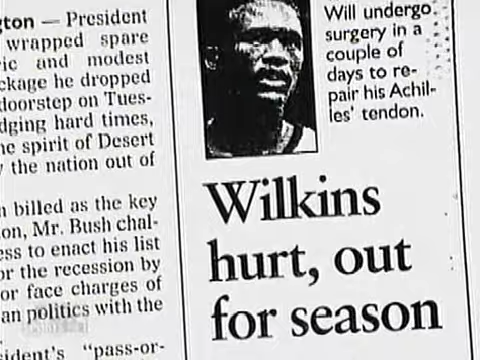 gton — President
wrapped spare
ic and modest
ckage he dropped
doorstep on Tues-
dging hard times,
he spirit of Desert
the nation out of
n billed as the key
on, Mr. Bush chal-
ess to enact his list
or the recession by
or face charges of
an politics with the
sident's "pass-or-
Will undergo
surgery in a
couple of
days to re-
pair his Achil-
les' tendon.
Wilkins
hurt, out
for season